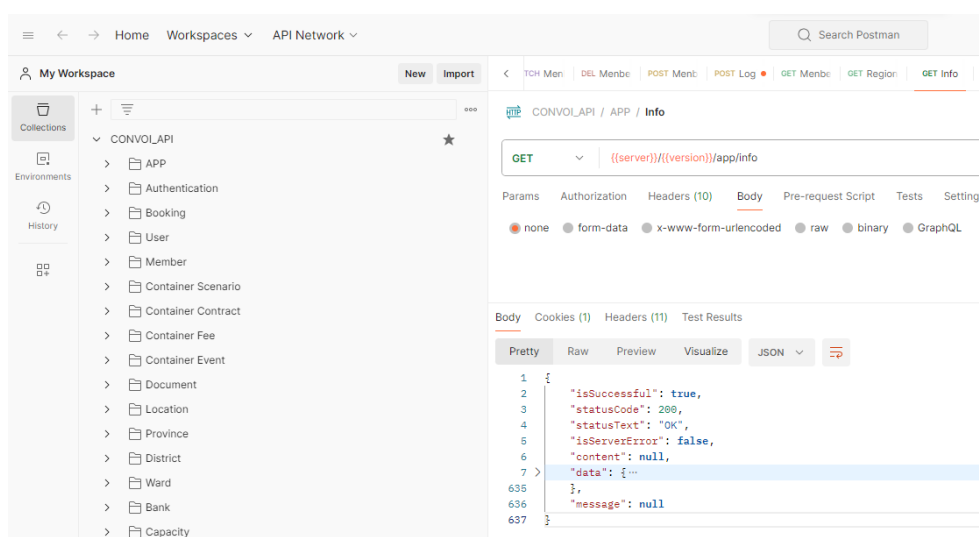 Home Workspaces API Network
Search Postman
My Workspace
New Import
TCH Men DEL Menbe POST Menb POST Log GET Menbe GET Region GET Info
Collections
Environments
History
CONVOI_API
APP
Authentication
Booking
User
Member
Container Scenario
Container Contract
Container Fee
Container Event
Document
Location
Province
District
Ward
Bank
Capacity
HTTP CONVOI_API / APP / Info
GET {{server}}/{{version}}/app/info
Params Authorization Headers (10) Body Pre-request Script Tests Setting
none form-data x-www-form-urlencoded raw binary GraphQL
Body Cookies (1) Headers (11) Test Results
Pretty Raw Preview Visualize JSON
1 {
2 "isSuccessful": true,
3 "statusCode": 200,
4 "statusText": "OK",
5 "isServerError": false,
6 "content": null,
7 "data": {…
635 },
636 "message": null
637 }